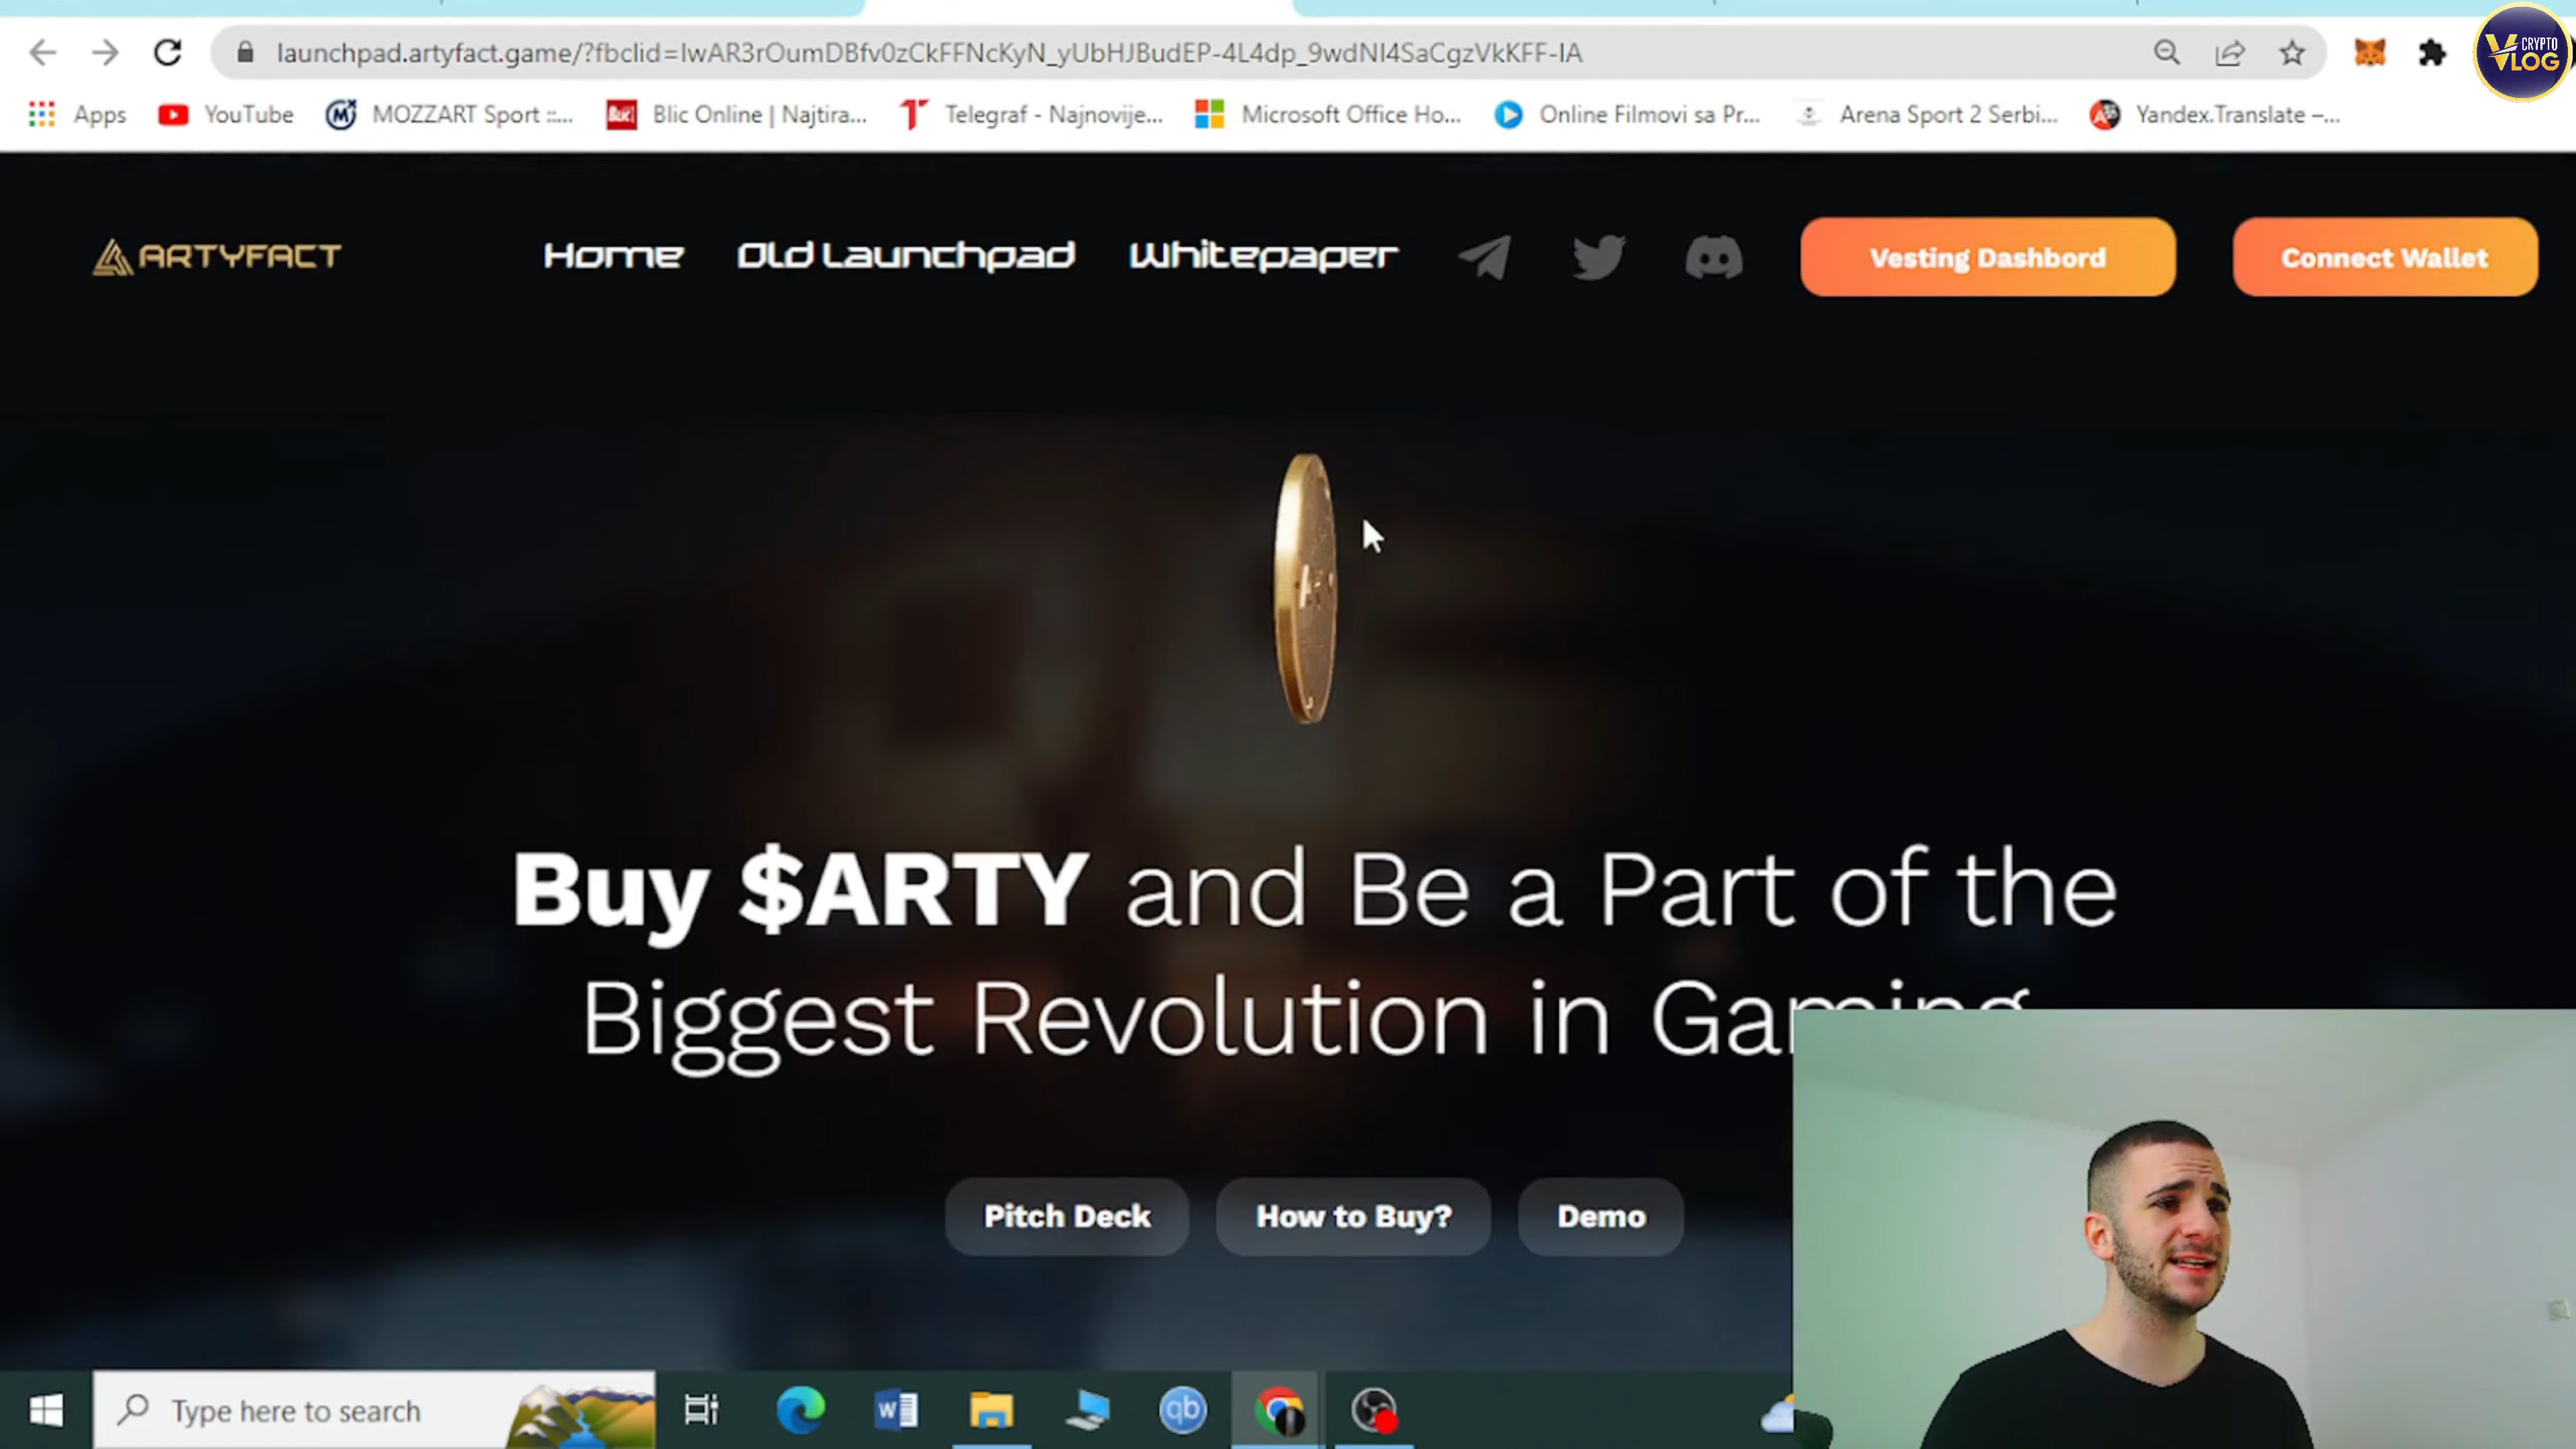 launchpad.artyfact.game/?fbclid=IwAR3rOumDBfv0zCkFFNcKyN_yUbHJBudEP-4L4dp_9wdNI4SaCgzVkKFF-IA
CRYPTO
VLOG
Apps
YouTube
MOZZART Sport ::...
Blic Online | Najtira...
Telegraf - Najnovije...
Microsoft Office Ho...
Online Filmovi sa Pr...
Arena Sport 2 Serbi...
Yandex.Translate –...
ARTYFACT
Home
Old Launchpad
Whitepaper
Vesting Dashbord
Connect Wallet
Buy $ARTY and Be a Part of the
Biggest Revolution in Gaming
Pitch Deck
How to Buy?
Demo
Type here to search
qb